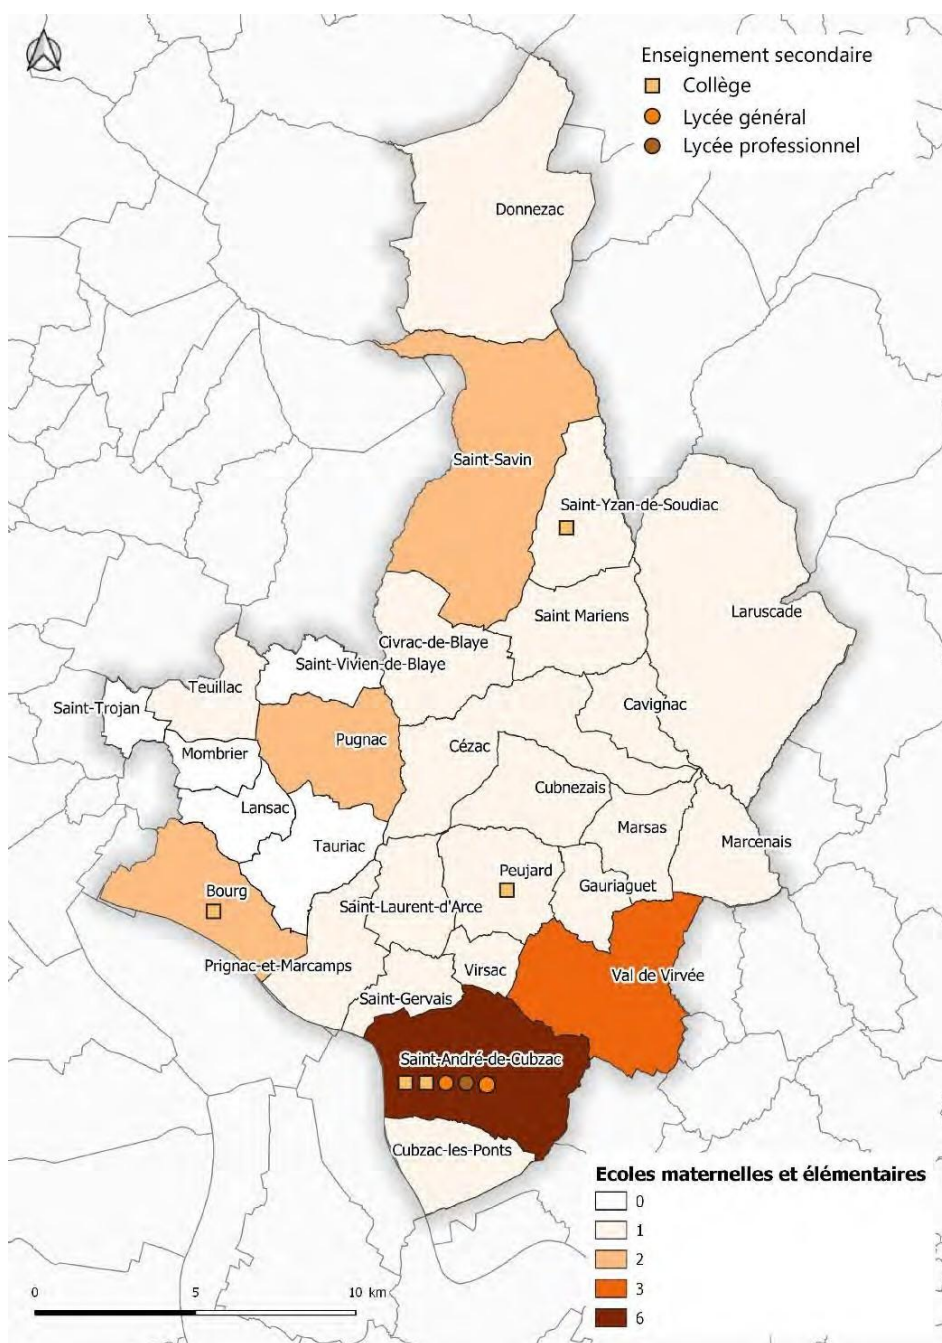 Enseignement secondaire
Collège
Lycée général
Lycée professionnel
Donnezac
Saint-Savin
Saint-Yzan-de-Soudiac
Laruscade
Saint Mariens
Civrac-de-Blaye
Saint-Vivien-de-Blaye
Teuillac
Saint-Trojan
Cavignac
Pugnac
Cézac
Mombrier
Cubnezais
Lansac
Marsas
Marcenais
Tauriac
Peujard
Gauriaguet
Bourg
Saint-Laurent-d'Arce
Prignac-et-Marcamps
Virsac
Val de Virvée
Saint-Gervais
Saint-André-de-Cubzac
Cubzac-les-Ponts
Ecoles maternelles et élémentaires
0
1
2
3
6
0 5 10 km